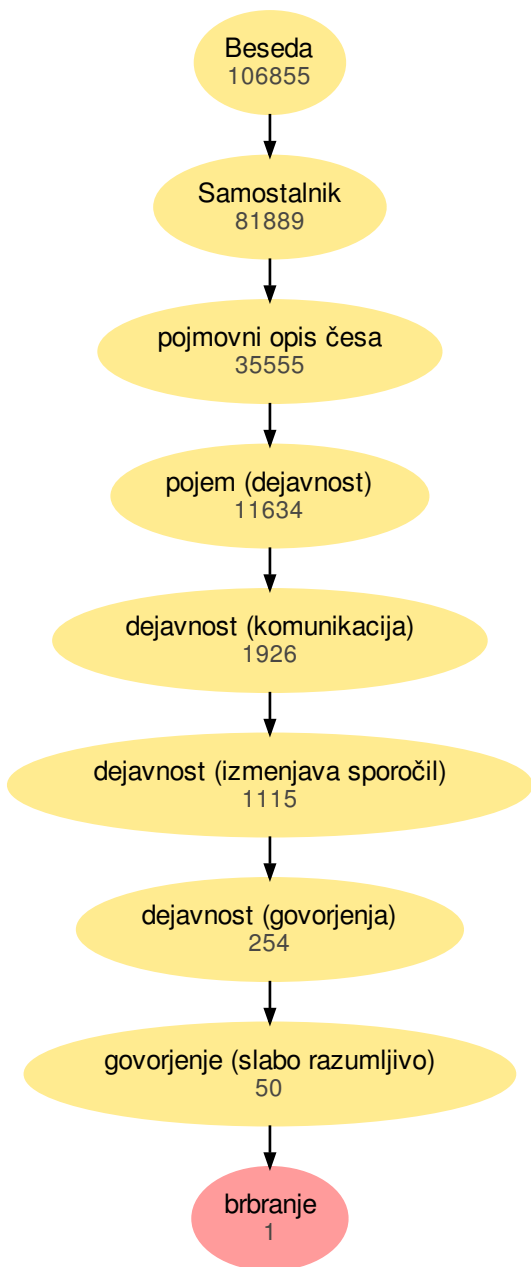 Beseda
106855
Samostalnik
81889
pojmovni opis česa
35555
pojem (dejavnost)
11634
dejavnost (komunikacija)
1926
dejavnost (izmenjava sporočil)
1115
dejavnost (govorjenja)
254
govorjenje (slabo razumljivo)
50
brbranje
1